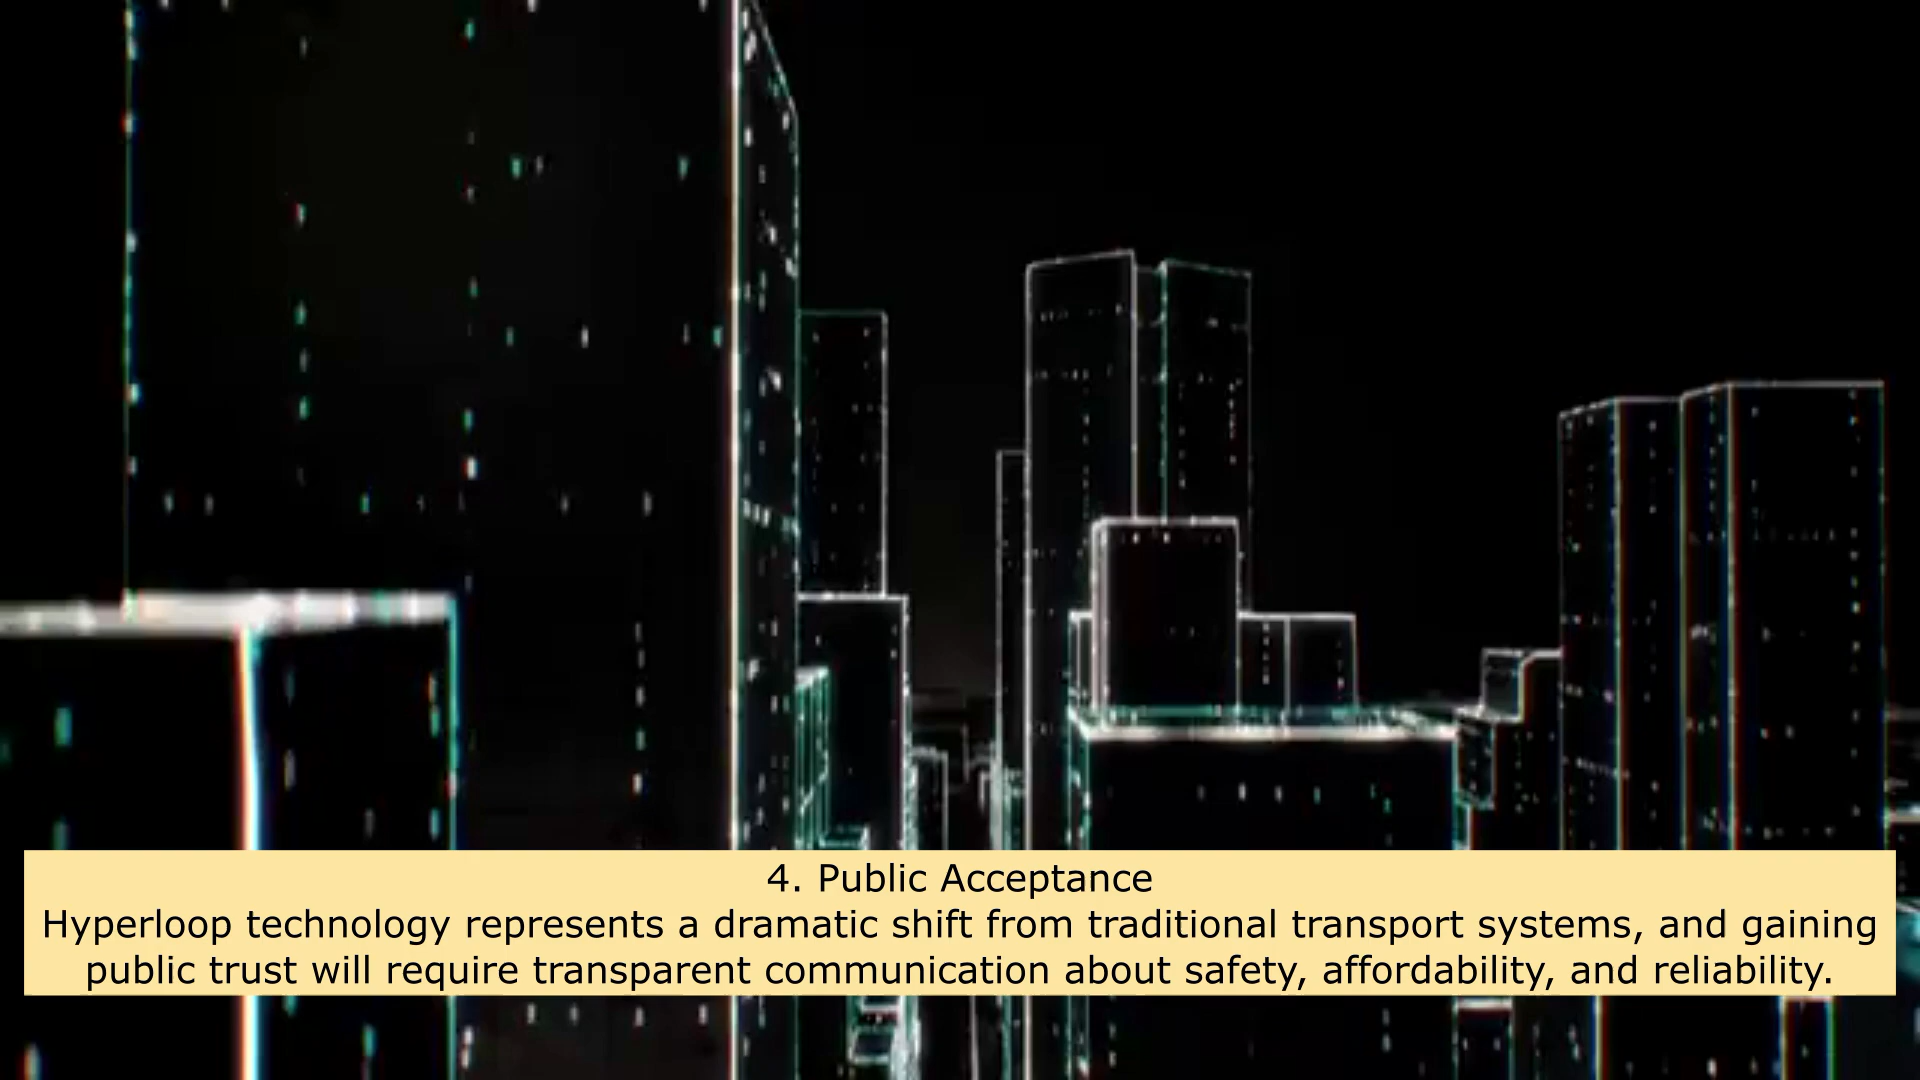 4. Public Acceptance
Hyperloop technology represents a dramatic shift from traditional transport systems, and gaining
public trust will require transparent communication about safety, affordability, and reliability.